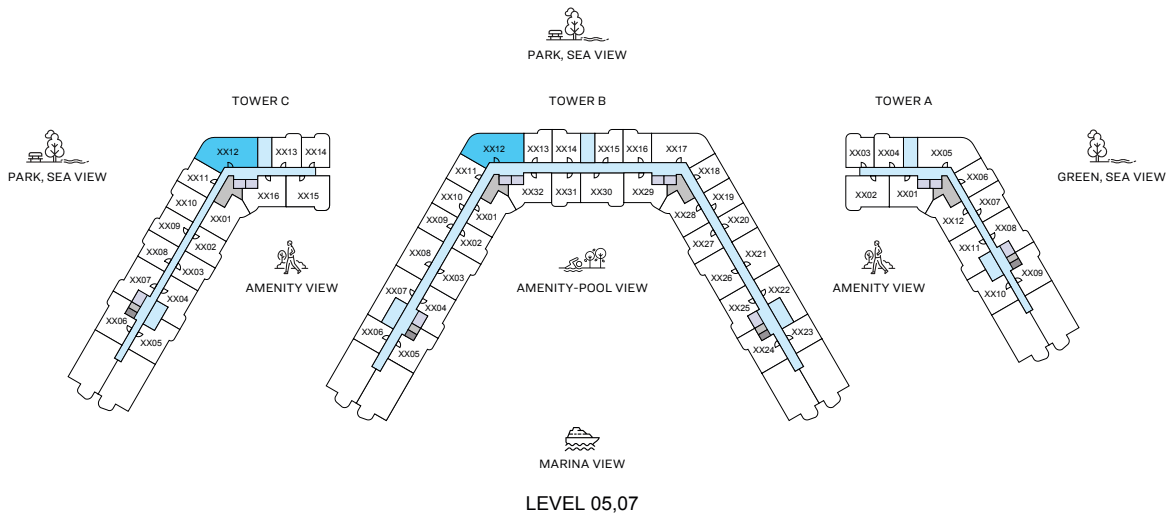 PARK, SEA VIEW
TOWER C
TOWER B
TOWER A
PARK, SEA VIEW
GREEN, SEA VIEW
XX12
XX13
XX14
XX11
XX10
XX09
XX08
XX07
XX06
XX01
XX02
XX03
XX04
XX05
XX16
XX15
XX12
XX13
XX14
XX15
XX16
XX17
XX11
XX10
XX09
XX08
XX07
XX06
XX01
XX02
XX03
XX04
XX05
XX32
XX31
XX30
XX29
XX28
XX27
XX26
XX25
XX24
XX18
XX19
XX20
XX21
XX22
XX23
XX03
XX04
XX05
XX02
XX01
XX06
XX07
XX08
XX09
XX12
XX11
XX10
AMENITY VIEW
AMENITY-POOL VIEW
AMENITY VIEW
MARINA VIEW
LEVEL 05,07